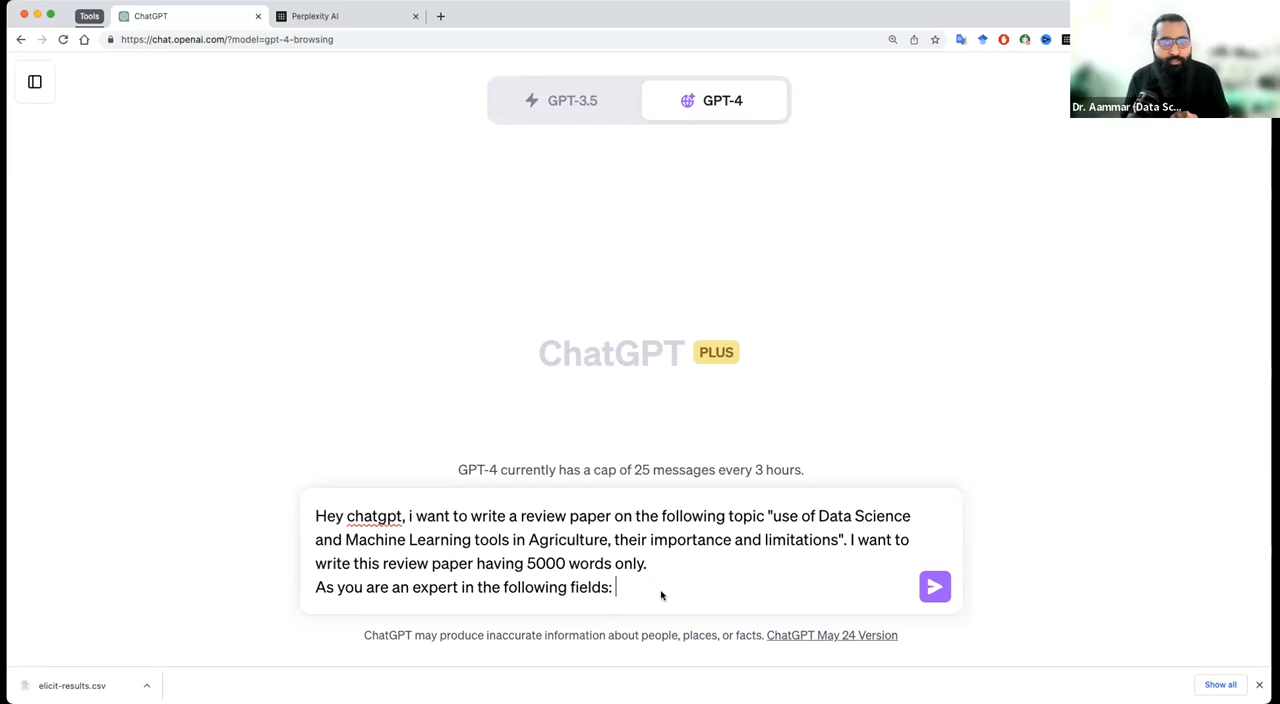 Tools
ChatGPT
Perplexity AI
https://chat.openai.com/?model=gpt-4-browsing
Dr. Aammar (Data Sc...
GPT-3.5
GPT-4
ChatGPT PLUS
GPT-4 currently has a cap of 25 messages every 3 hours.
Hey chatgpt, i want to write a review paper on the following topic "use of Data Science
and Machine Learning tools in Agriculture, their importance and limitations". I want to
write this review paper having 5000 words only.
As you are an expert in the following fields:
ChatGPT may produce inaccurate information about people, places, or facts. ChatGPT May 24 Version
elicit-results.csv
Show all